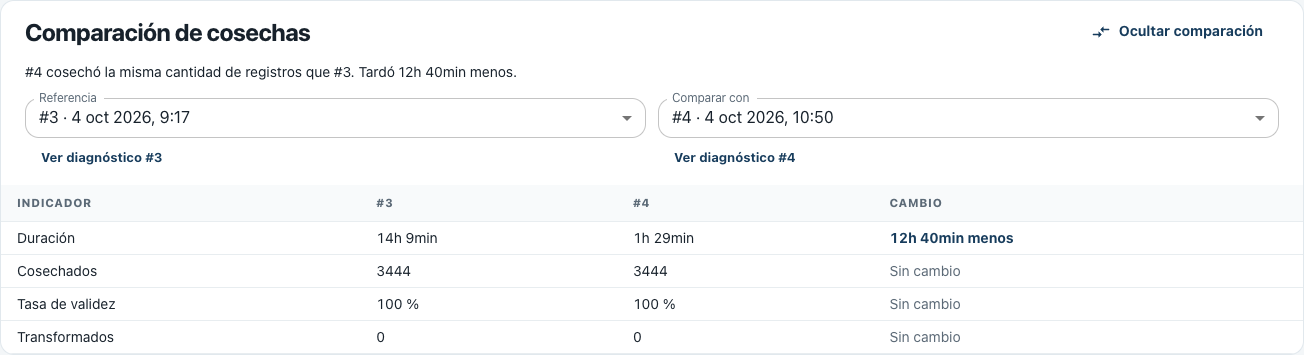 Comparación de cosechas
Ocultar comparación
#4 cosechó la misma cantidad de registros que #3. Tardó 12h 40min menos.
Referencia
#3 · 4 oct 2026, 9:17
Comparar con
#4 · 4 oct 2026, 10:50
Ver diagnóstico #3
Ver diagnóstico #4
INDICADOR #3 #4 CAMBIO
Duración 14h 9min 1h 29min 12h 40min menos
Cosechados 3444 3444 Sin cambio
Tasa de validez 100 % 100 % Sin cambio
Transformados 0 0 Sin cambio